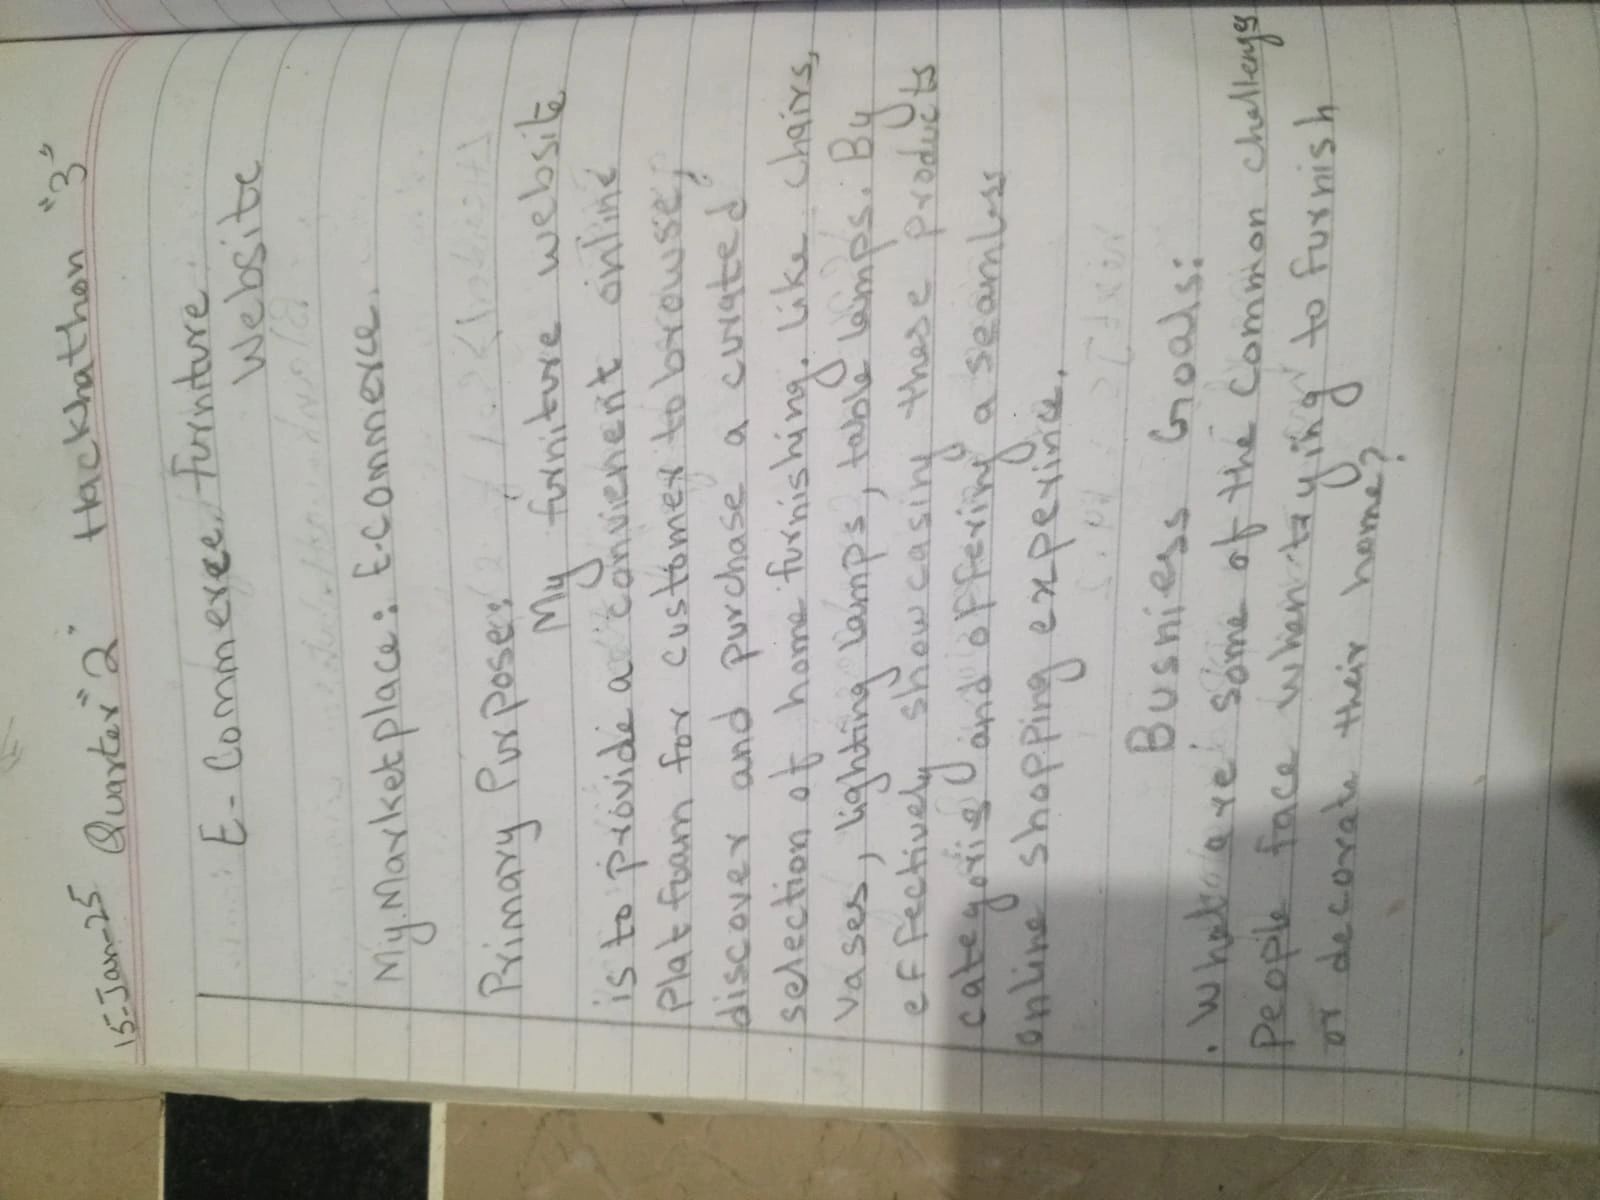 15-Jan-25 Quarter "2" Hackhathon "3"
E-Commerce Furniture
Website
My Marketplace: E-commerce.
Primary Purpose:
My furniture website
is to provide a convienent online
Platfoam for customer to browse,
discover and purchase a curated
selection of home furnishing. like chairs,
vases, lighting lamps, table lamps. By
effectively showcasing these products
categoris and offering a seamless
online shopping experince.
Busniess Goals:
. What are some of the common challenges
people face when trying to furnish
or decorate their home?